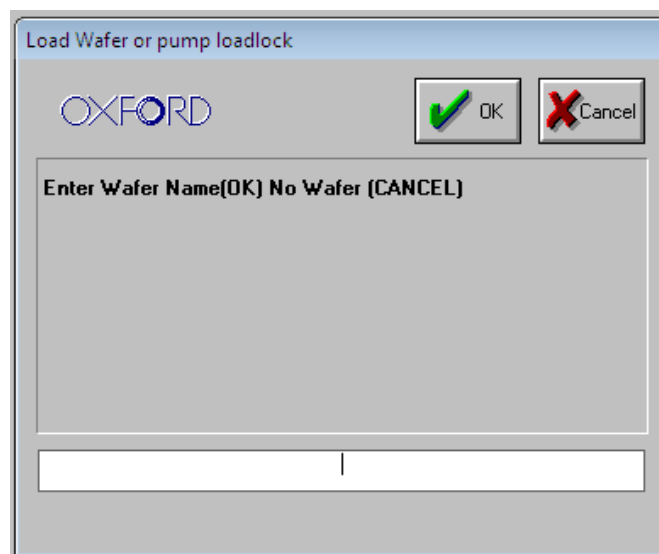 Load Wafer or pump loadlock
OXFORD
OK
Cancel
Enter Wafer Name(OK) No Wafer (CANCEL)